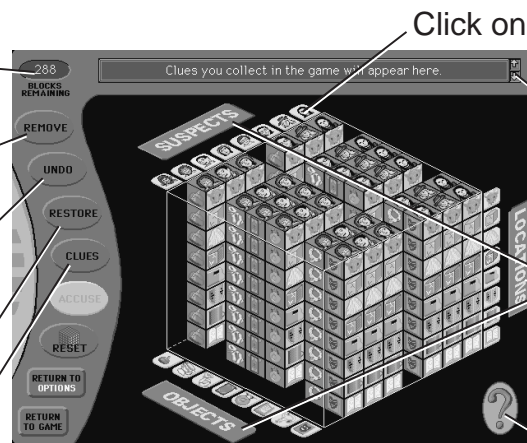 Click on
288
BLOCKS
REMAINING
Clues you collect in the game will appear here.
REMOVE
UNDO
RESTORE
CLUES
ACCUSE
RESET
RETURN TO
OPTIONS
RETURN
TO GAME
SUSPECTS
LOCATIONS
OBJECTS
?